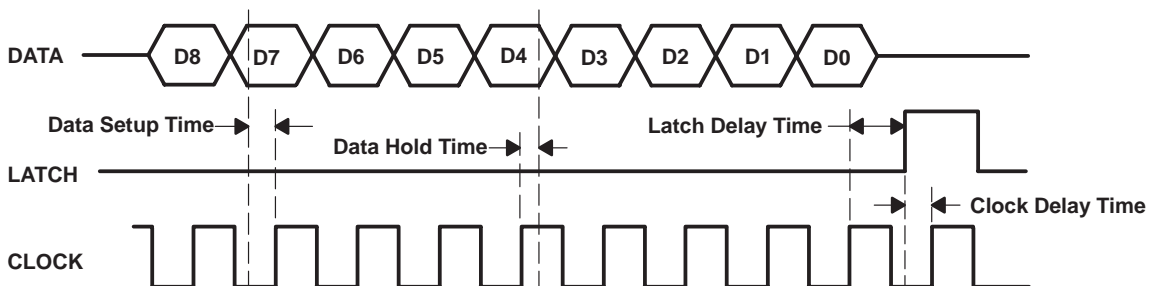 DATA D8 D7 D6 D5 D4 D3 D2 D1 D0
Data Setup Time
Latch Delay Time
Data Hold Time
LATCH
Clock Delay Time
CLOCK